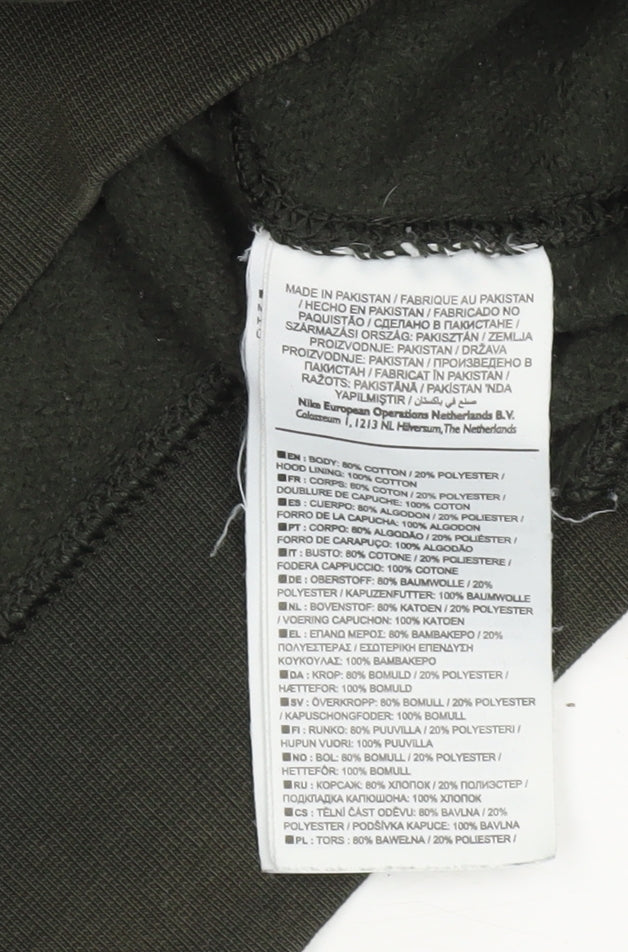 MADE IN PAKISTAN / FABRIQUE AU PAKISTAN
/ HECHO EN PAKISTAN / FABRICADO NO
PAQUISTÃO / СДЕЛАНО В ПАКИСТАНЕ /
SZÁRMAZÁSI ORSZÁG: PAKISZTÁN / ZEMLJA
PROIZVODNJE: PAKISTAN / DRŽAVA
PROIZVODNJE: PAKISTAN / ПРОИЗВЕДЕНО В
ПАКИСТАН / FABRICAT ÎN PAKISTAN /
RAŽOTS: PAKISTĀNĀ / PAKİSTAN 'NDA
YAPILMIŞTIR / صنع في باكستان
Nike European Operations Netherlands B.V.
Colosseum 1, 1213 NL Hilversum, The Netherlands
EN : BODY: 80% COTTON / 20% POLYESTER /
HOOD LINING: 100% COTTON
FR : CORPS: 80% COTON / 20% POLYESTER /
DOUBLURE DE CAPUCHE: 100% COTON
ES : CUERPO: 80% ALGODON / 20% POLIESTER /
FORRO DE LA CAPUCHA: 100% ALGODON
PT : CORPO: 80% ALGODÃO / 20% POLIÉSTER /
FORRO DE CARAPUÇO: 100% ALGODÃO
IT : BUSTO: 80% COTONE / 20% POLIESTERE /
FODERA CAPPUCCIO: 100% COTONE
DE : OBERSTOFF: 80% BAUMWOLLE / 20%
POLYESTER / KAPUZENFUTTER: 100% BAUMWOLLE
NL : BOVENSTOF: 80% KATOEN / 20% POLYESTER
/ VOERING CAPUCHON: 100% KATOEN
EL : ΕΠΑΝΩ ΜΕΡΟΣ: 80% ΒΑΜΒΑΚΕΡΟ / 20%
ΠΟΛΥΕΣΤΕΡΑΣ / ΕΣΩΤΕΡΙΚΗ ΕΠΕΝΔΥΣΗ
ΚΟΥΚΟΥΛΑΣ: 100% ΒΑΜΒΑΚΕΡΟ
DA : KROP: 80% BOMULD / 20% POLYESTER /
HÆTTEFOR: 100% BOMULD
SV : ÖVERKROPP: 80% BOMULL / 20% POLYESTER
/ KAPUSCHONGFODER: 100% BOMULL
FI : RUNKO: 80% PUUVILLA / 20% POLYESTERI /
HUPUN VUORI: 100% PUUVILLA
NO : BOL: 80% BOMULL / 20% POLYESTER /
HETTEFÔR: 100% BOMULL
RU : КОРСАЖ: 80% ХЛОПОК / 20% ПОЛИЭСТЕР /
ПОДКЛАДКА КАПЮШОНА: 100% ХЛОПОК
CS : TĚLNÍ ČÁST ODĚVU: 80% BAVLNA / 20%
POLYESTER / PODŠÍVKA KAPUCE: 100% BAVLNA
PL : TORS : 80% BAWEŁNA / 20% POLIESTER /